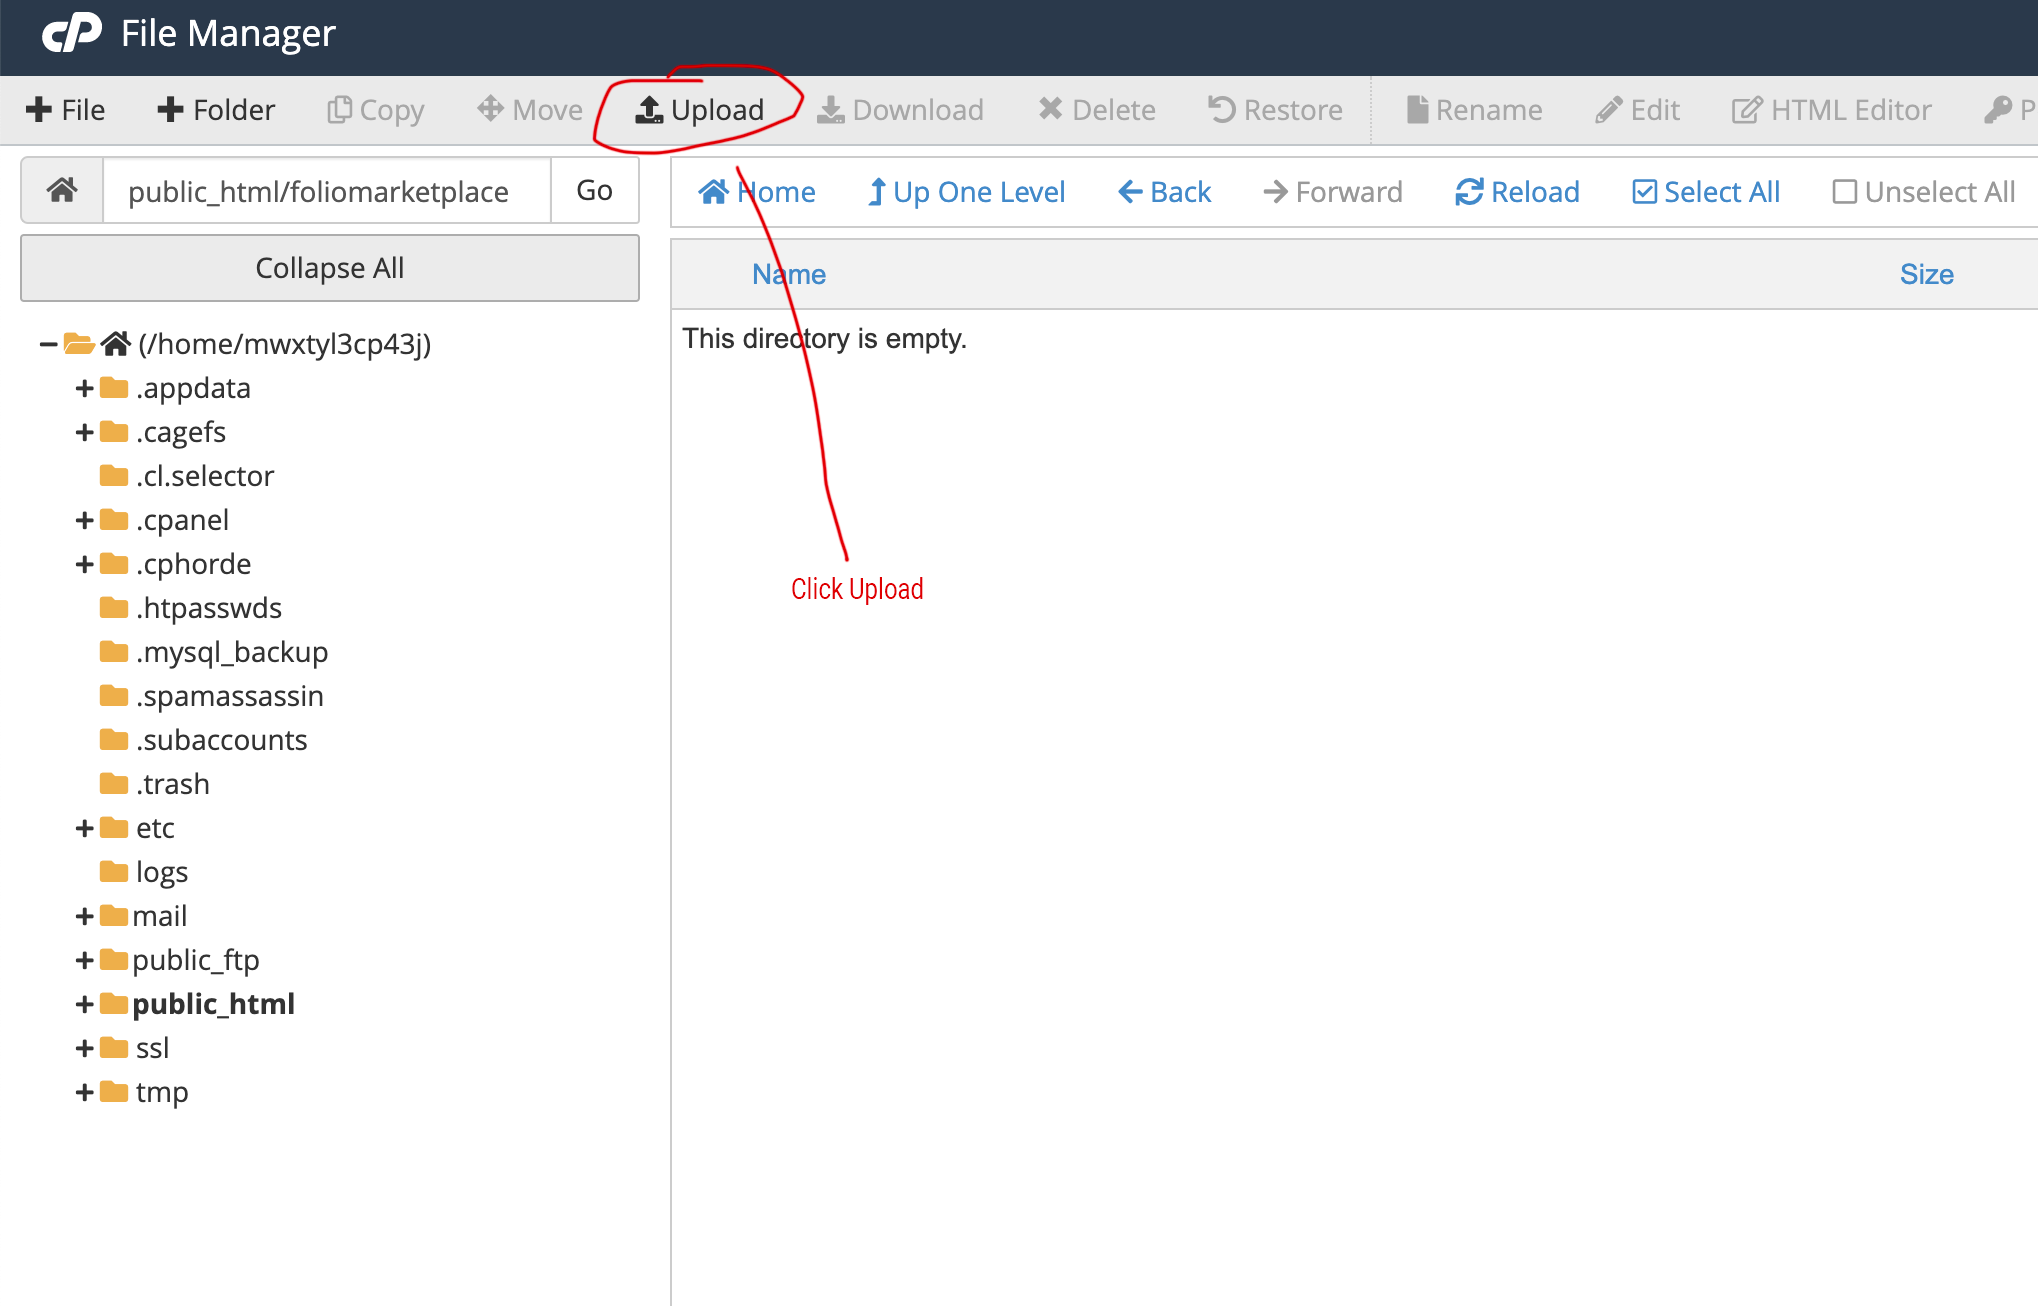 cP File Manager
File Folder Copy Move Upload Download Delete Restore Rename Edit HTML Editor P
public_html/foliomarketplace Go
Home Up One Level Back Forward Reload Select All Unselect All
Collapse All
Name Size
This directory is empty.
(/home/mwxtyl3cp43j)
.appdata
.cagefs
.cl.selector
.cpanel
.cphorde
Click Upload
.htpasswds
.mysql_backup
.spamassassin
.subaccounts
.trash
etc
logs
mail
public_ftp
public_html
ssl
tmp